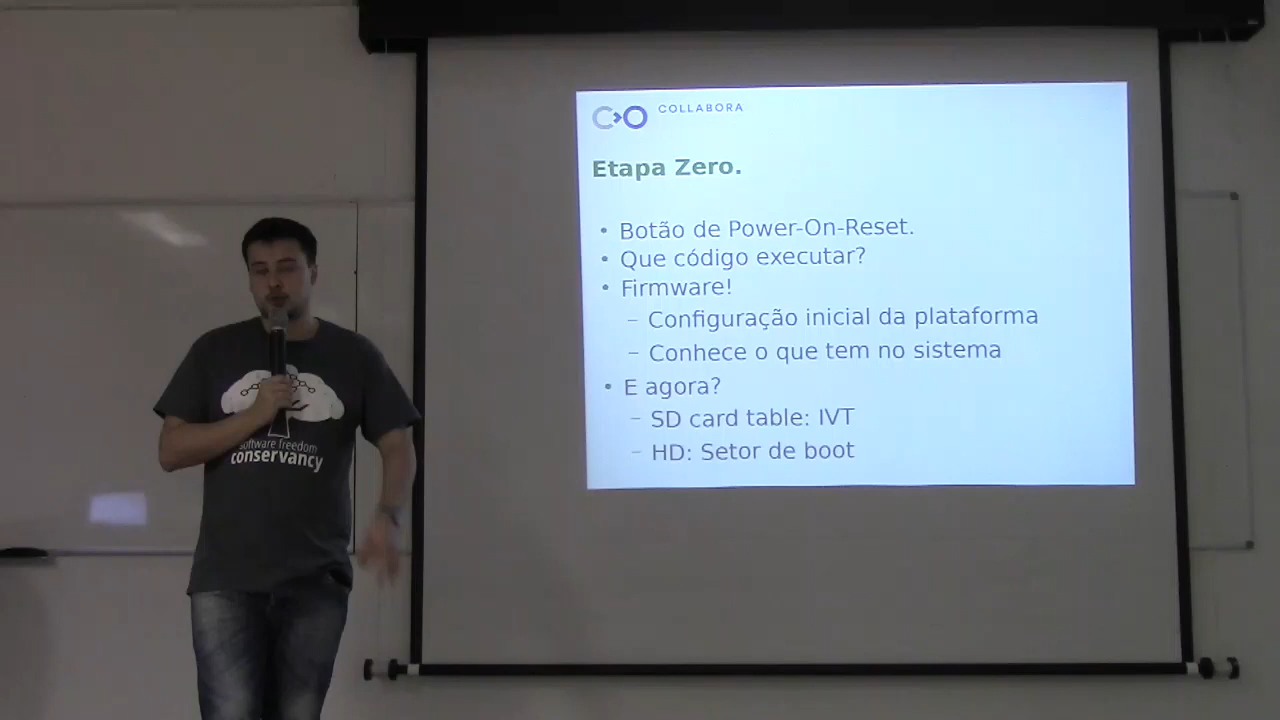 COLLABORA
Etapa Zero.
• Botão de Power-On-Reset.
• Que código executar?
• Firmware!
– Configuração inicial da plataforma
– Conhece o que tem no sistema
• E agora?
– SD card table: IVT
– HD: Setor de boot
software freedom
conservancy